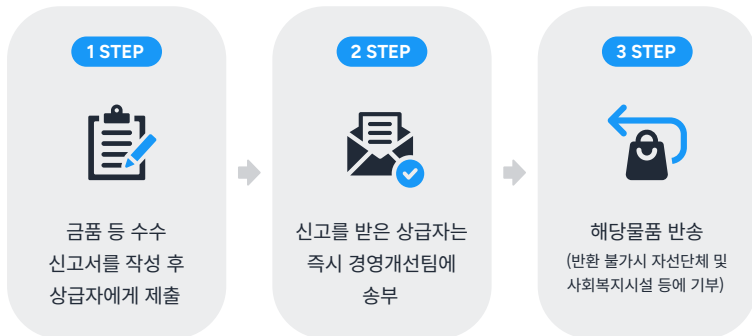 1 STEP
금품 등 수수
신고서를 작성 후
상급자에게 제출
2 STEP
신고를 받은 상급자는
즉시 경영개선팀에
송부
3 STEP
해당물품 반송
(반환 불가시 자선단체 및
사회복지시설 등에 기부)